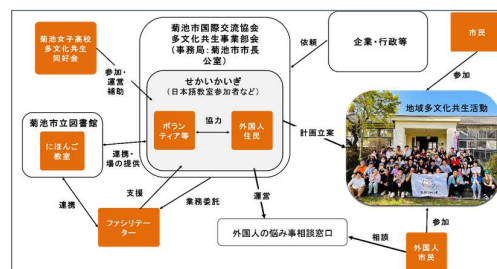 菊池女子高校
多文化共生
同好会
菊池市国際交流協会
多文化共生事業部会
(事務局:菊池市市長
公室)
依頼
企業・行政等
市民
参加・
運営
補助
せかいかいぎ
(日本語教室参加者など)
参加
ボラン
ティア等
協力
外国人
住民
菊池市立図書館
にほんご
教室
連携・
場の提供
計画立案
地域多文化共生活動
連携
支援
業務委託
運営
ファシリテー
ター
外国人の悩み事相談窓口
相談
参加
外国人
市民